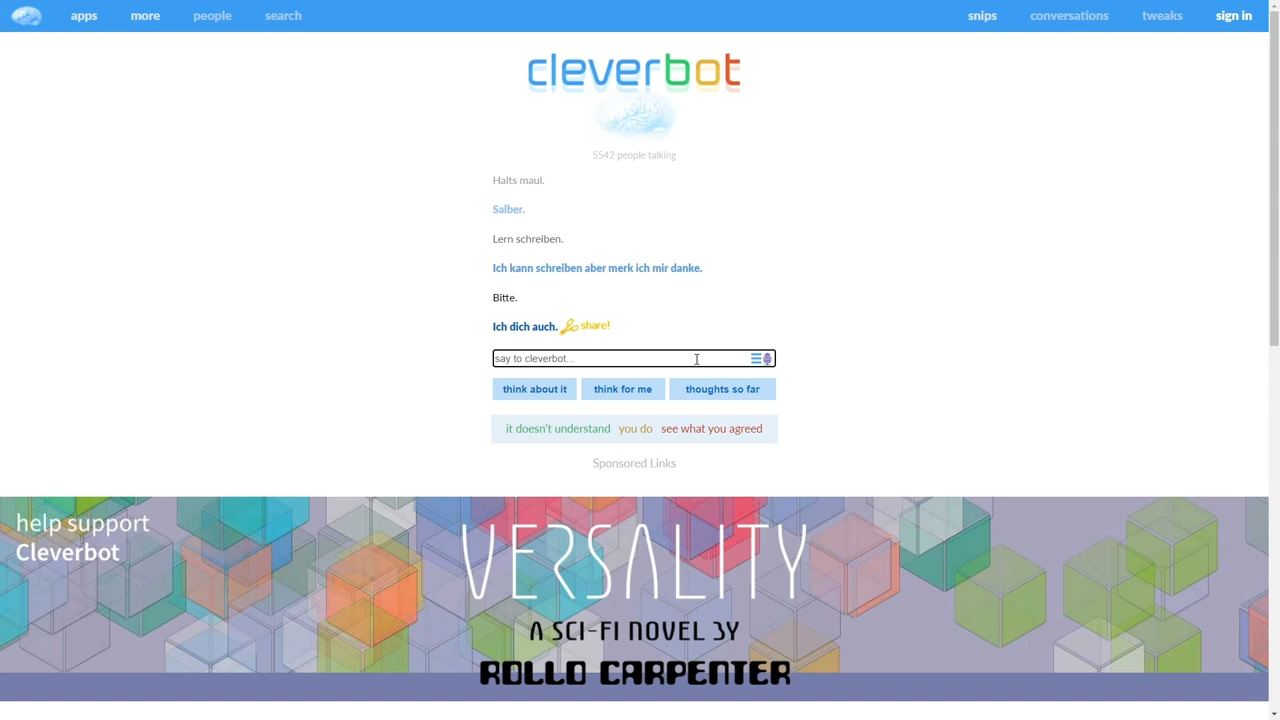 apps more people search snips conversations tweaks sign in
cleverbot
5542 people talking
Halts maul.
Salber.
Lern schreiben.
Ich kann schreiben aber merk ich mir danke.
Bitte.
Ich dich auch. share!
say to cleverbot...
think about it think for me thoughts so far
it doesn't understand you do see what you agreed
Sponsored Links
help support
Cleverbot
VERSALITY
A SCI-FI NOVEL BY
ROLLO CARPENTER